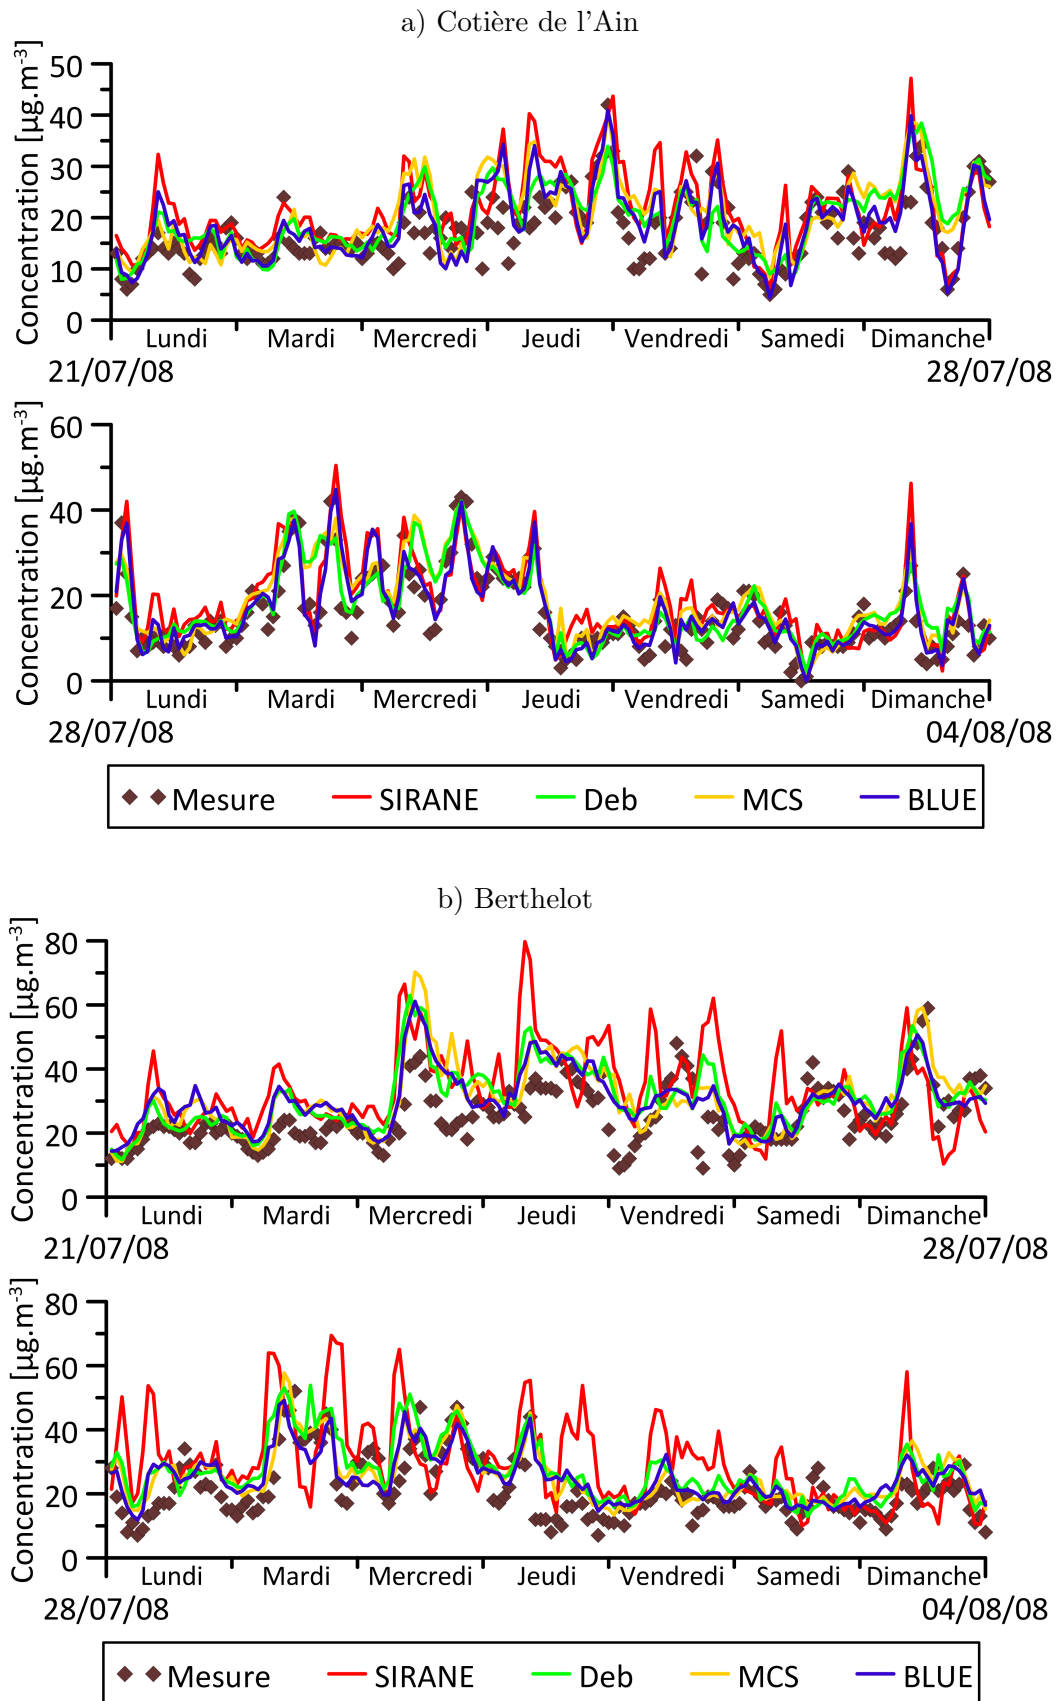 a) Cotière de l'Ain
Concentration [µg.m-3]
50
40
30
20
10
0
Lundi Mardi Mercredi Jeudi Vendredi Samedi Dimanche
21/07/08 28/07/08
Concentration [µg.m-3]
60
40
20
0
Lundi Mardi Mercredi Jeudi Vendredi Samedi Dimanche
28/07/08 04/08/08
Mesure SIRANE Deb MCS BLUE
b) Berthelot
Concentration [µg.m-3]
80
60
40
20
0
Lundi Mardi Mercredi Jeudi Vendredi Samedi Dimanche
21/07/08 28/07/08
Concentration [µg.m-3]
80
60
40
20
0
Lundi Mardi Mercredi Jeudi Vendredi Samedi Dimanche
28/07/08 04/08/08
Mesure SIRANE Deb MCS BLUE